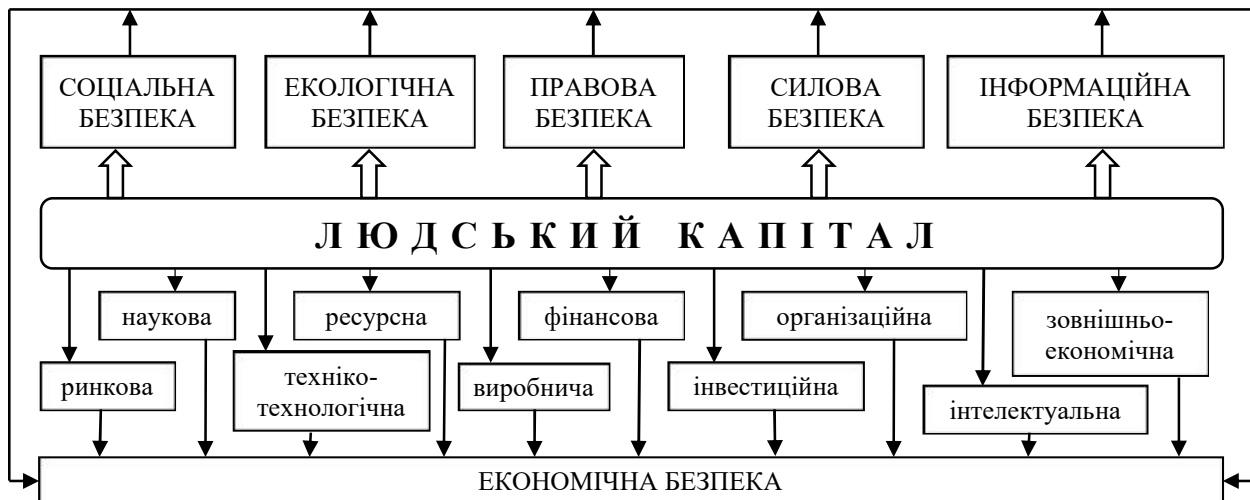 СОЦІАЛЬНА
БЕЗПЕКА
ЕКОЛОГІЧНА
БЕЗПЕКА
ПРАВОВА
БЕЗПЕКА
СИЛОВА
БЕЗПЕКА
ІНФОРМАЦІЙНА
БЕЗПЕКА
ЛЮДСЬКИЙ КАПІТАЛ
наукова
ресурсна
фінансова
організаційна
зовнішньо-
економічна
ринкова
техніко-
технологічна
виробнича
інвестиційна
інтелектуальна
ЕКОНОМІЧНА БЕЗПЕКА